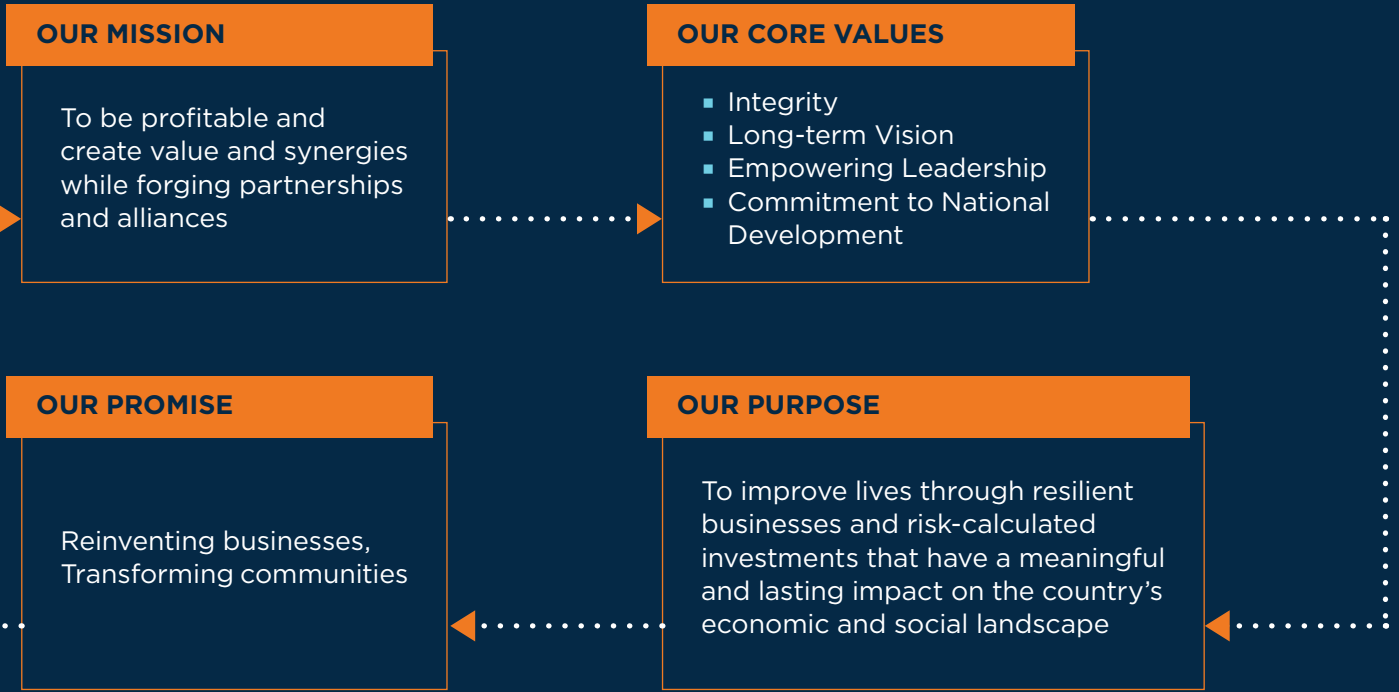 OUR MISSION
To be profitable and
create value and synergies
while forging partnerships
and alliances
OUR CORE VALUES
▪ Integrity
▪ Long-term Vision
▪ Empowering Leadership
▪ Commitment to National
Development
OUR PURPOSE
To improve lives through resilient
businesses and risk-calculated
investments that have a meaningful
and lasting impact on the country’s
economic and social landscape
OUR PROMISE
Reinventing businesses,
Transforming communities